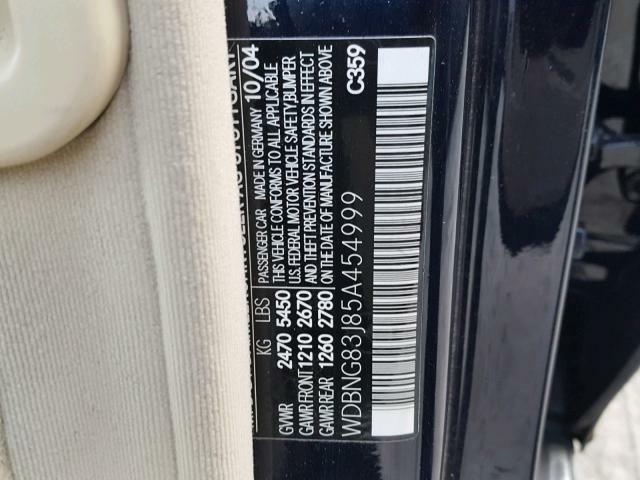 STUTTGART
PASSENGER CAR MADE IN GERMANY 10/04
KG LBS THIS VEHICLE CONFORMS TO ALL APPLICABLE
GVWR 2470 5450 U.S. FEDERAL MOTOR VEHICLE SAFETY,BUMPER
GAWR FRONT 1210 2670 AND THEFT PREVENTION STANDARDS IN EFFECT
GAWR REAR 1260 2780 ON THE DATE OF MANUFACTURE SHOWN ABOVE
WDBNG83J85A454999 C359